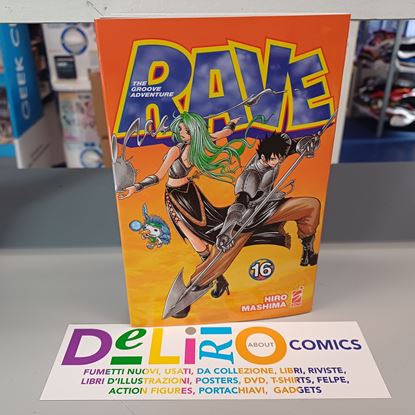 GEEK C
THE
GROOVE
ADVENTURE
RAVE
16
HIRO
MASHIMA
DeLiRiO ABOUT COMICS
FUMETTI NUOVI, USATI, DA COLLEZIONE, LIBRI, RIVISTE,
LIBRI D'ILLUSTRAZIONI, POSTERS, DVD, T-SHIRTS, FELPE,
ACTION FIGURES, PORTACHIAVI, GADGETS